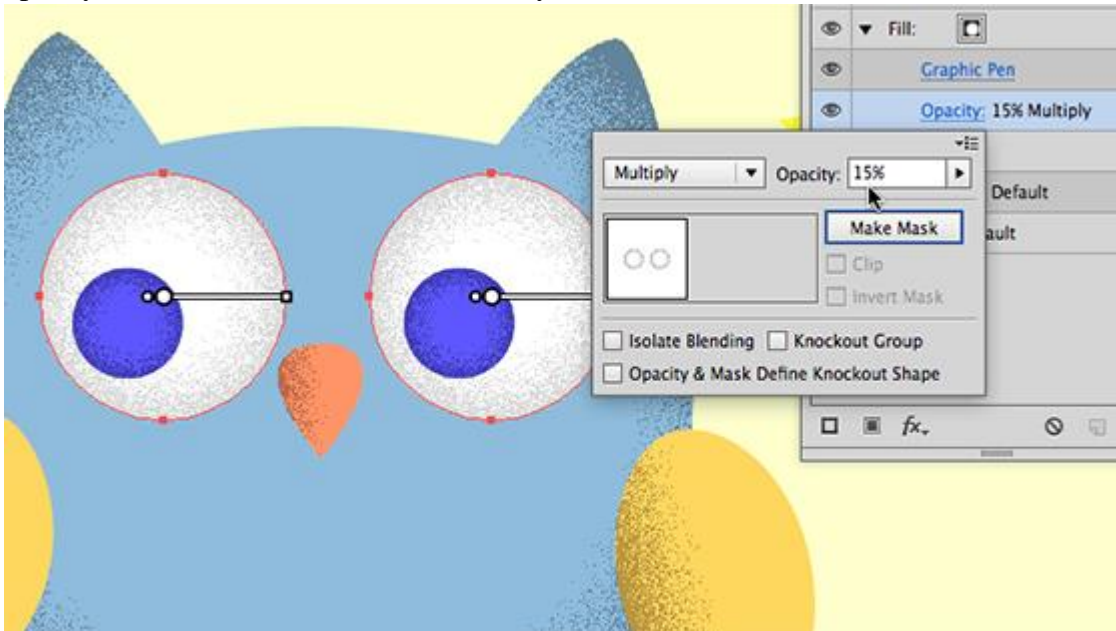 Fill:
Graphic Pen
Opacity: 15% Multiply
Multiply Opacity: 15%
Default
Make Mask
Clip
Invert Mask
Isolate Blending Knockout Group
Opacity & Mask Define Knockout Shape
fx